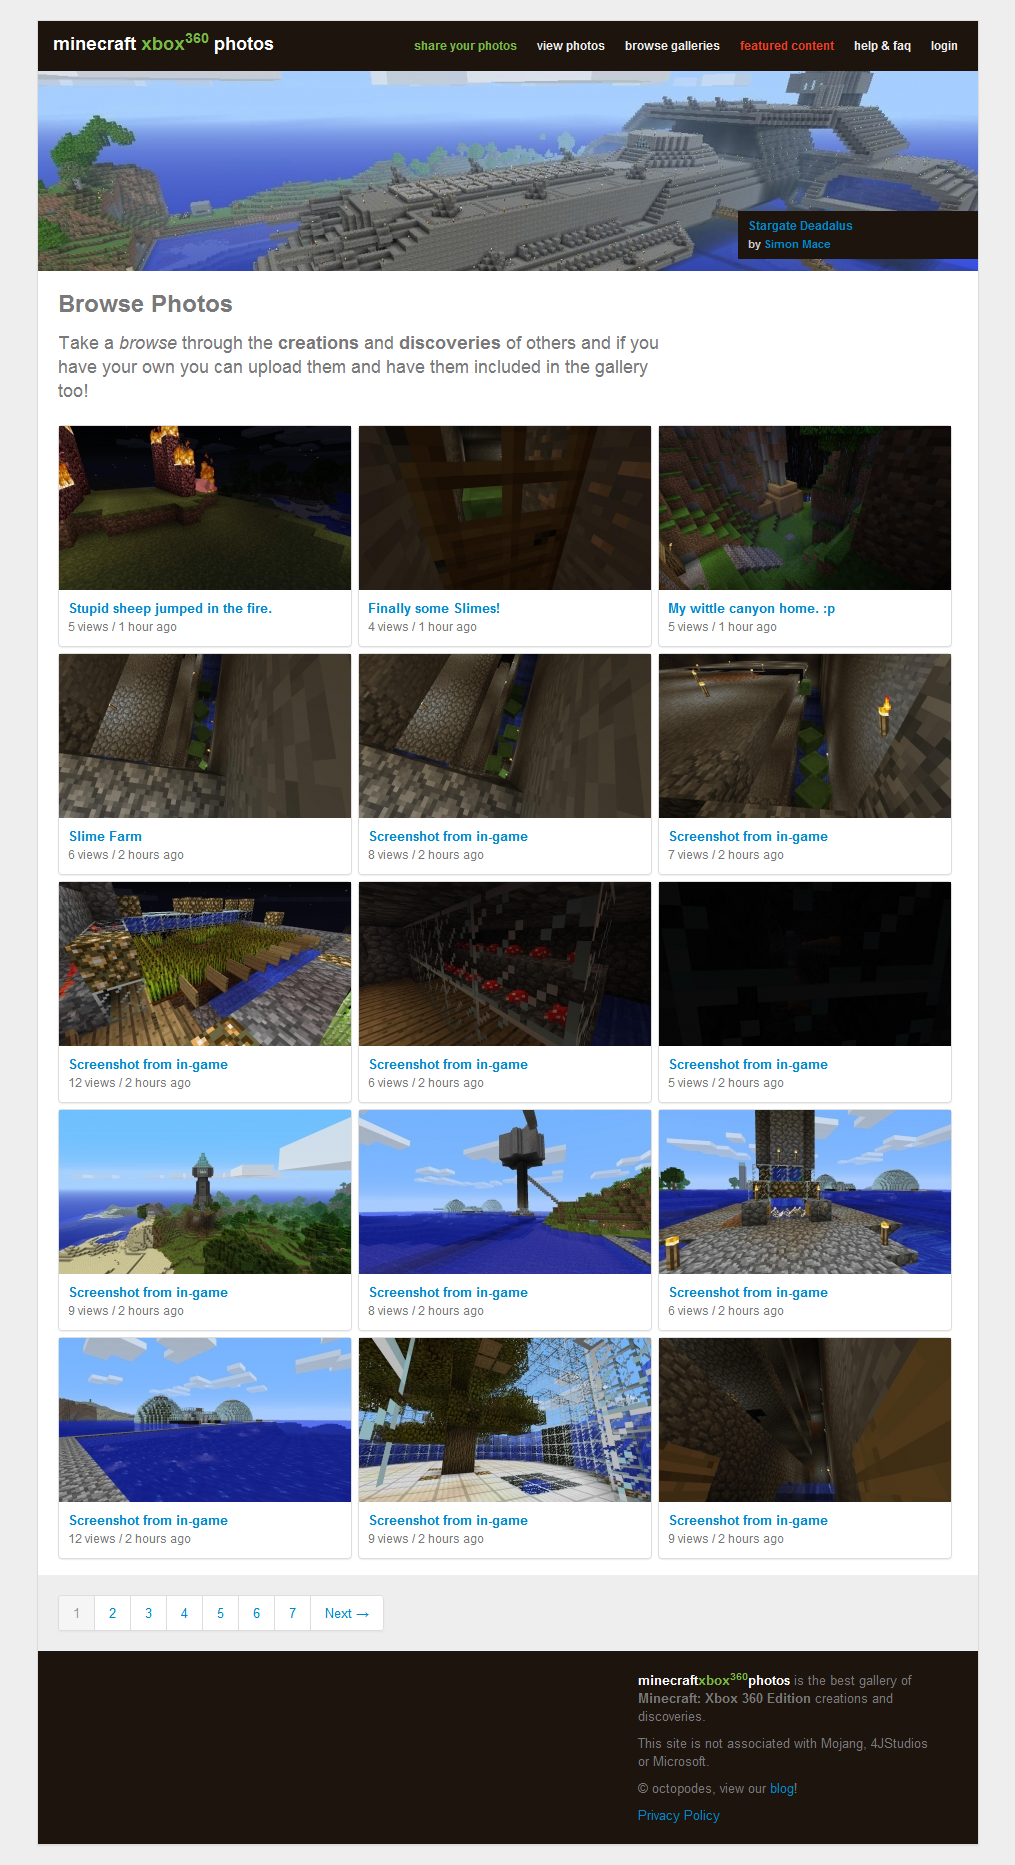 minecraft xbox360 photos
share your photos view photos browse galleries featured content help & faq login
Stargate Deadalus
by Simon Mace
Browse Photos
Take a browse through the creations and discoveries of others and if you
have your own you can upload them and have them included in the gallery
too!
Stupid sheep jumped in the fire.
5 views / 1 hour ago
Finally some Slimes!
4 views / 1 hour ago
My wittle canyon home. :p
5 views / 1 hour ago
Slime Farm
6 views / 2 hours ago
Screenshot from in-game
8 views / 2 hours ago
Screenshot from in-game
7 views / 2 hours ago
Screenshot from in-game
12 views / 2 hours ago
Screenshot from in-game
6 views / 2 hours ago
Screenshot from in-game
5 views / 2 hours ago
Screenshot from in-game
9 views / 2 hours ago
Screenshot from in-game
8 views / 2 hours ago
Screenshot from in-game
6 views / 2 hours ago
Screenshot from in-game
12 views / 2 hours ago
Screenshot from in-game
9 views / 2 hours ago
Screenshot from in-game
9 views / 2 hours ago
1 2 3 4 5 6 7 Next →
minecraftxbox360photos is the best gallery of
Minecraft: Xbox 360 Edition creations and
discoveries.
This site is not associated with Mojang, 4JStudios
or Microsoft.
© octopodes, view our blog!
Privacy Policy